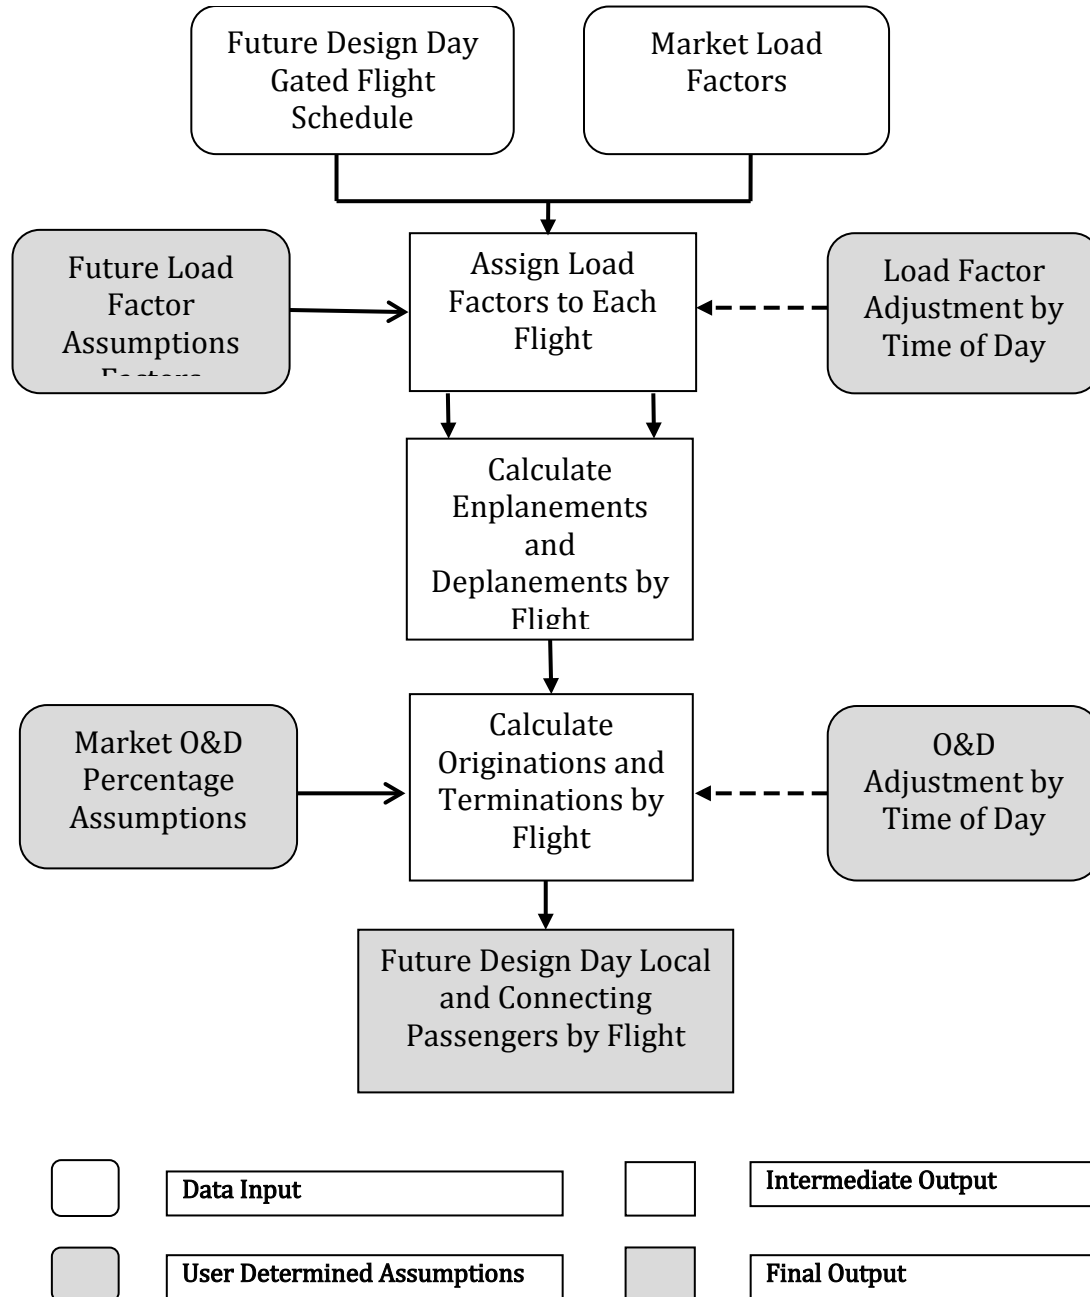 Future Design Day
Gated Flight
Schedule
Market Load
Factors
Future Load
Factor
Assumptions
Factors
Assign Load
Factors to Each
Flight
Load Factor
Adjustment by
Time of Day
Calculate
Enplanements
and
Deplanements by
Flight
Market O&D
Percentage
Assumptions
Calculate
Originations and
Terminations by
Flight
O&D
Adjustment by
Time of Day
Future Design Day Local
and Connecting
Passengers by Flight
Data Input
Intermediate Output
User Determined Assumptions
Final Output